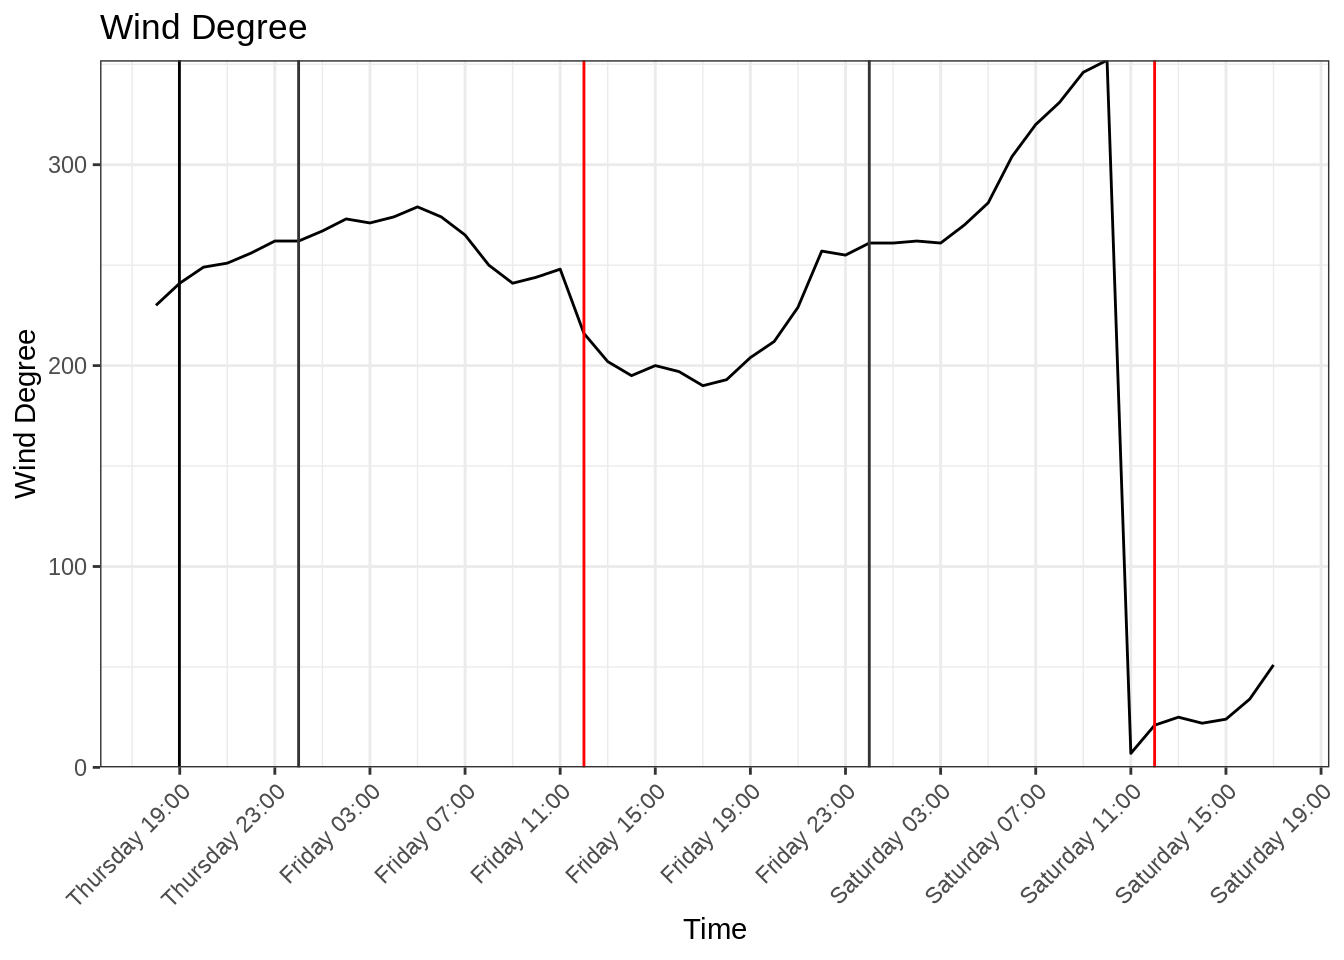 Wind Degree
Wind Degree
300
200
100
0
Thursday 19:00
Thursday 23:00
Friday 03:00
Friday 07:00
Friday 11:00
Friday 15:00
Friday 19:00
Friday 23:00
Saturday 03:00
Saturday 07:00
Saturday 11:00
Saturday 15:00
Saturday 19:00
Time